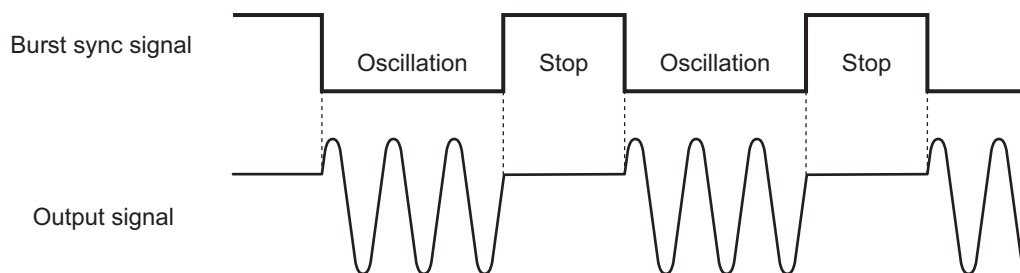 Burst sync signal
Oscillation Stop Oscillation Stop
Output signal